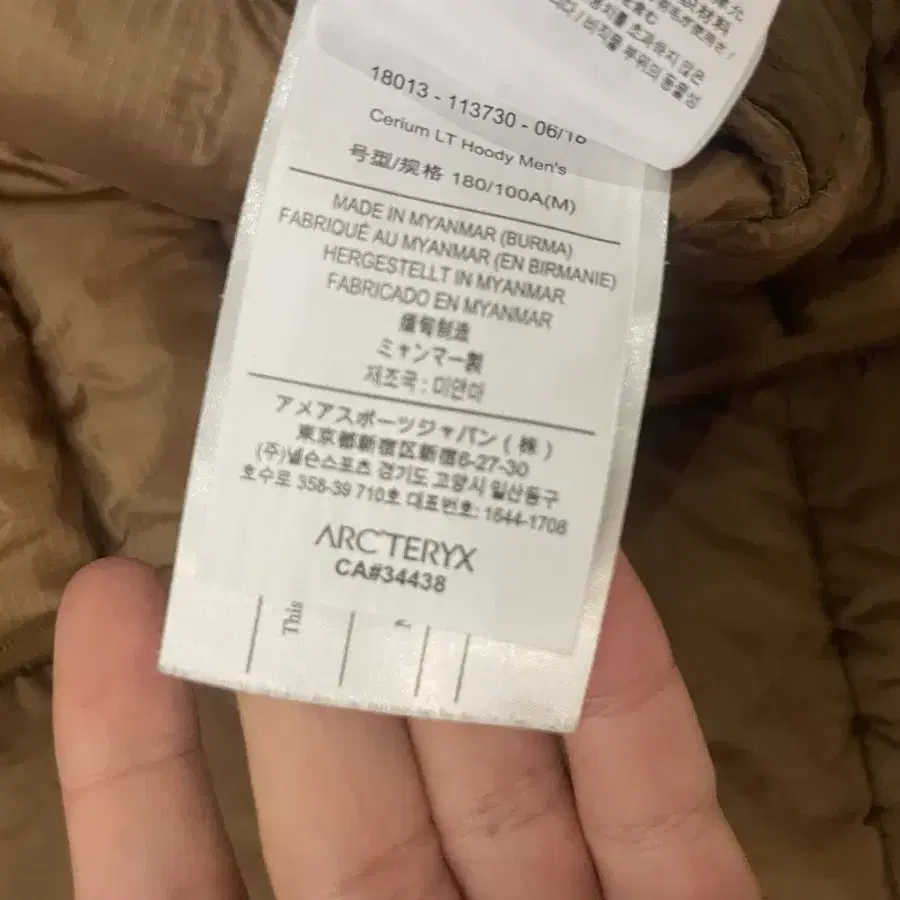 18013 - 113730 - 06/18
Cerium LT Hoody Men's
号型/规格 180/100A(M)
MADE IN MYANMAR (BURMA)
FABRIQUÉ AU MYANMAR (EN BIRMANIE)
HERGESTELLT IN MYANMAR
FABRICADO EN MYANMAR
缅甸制造
ミャンマー製
제조국 : 미얀마
アメアスポーツジャパン ( 株 )
東京都新宿区新宿6-27-30
(주)넬슨스포츠 경기도 고양시 일산동구
호수로 358-39 710호 대표번호: 1644-1708
ARC'TERYX
CA#34438
This